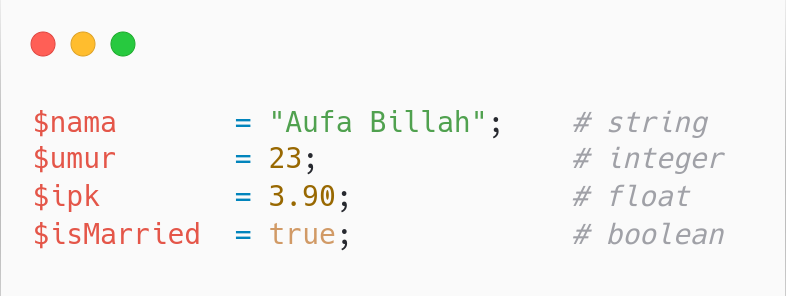 $nama       = "Aufa Billah";    # string
$umur       = 23;               # integer
$ipk        = 3.90;             # float
$isMarried  = true;             # boolean